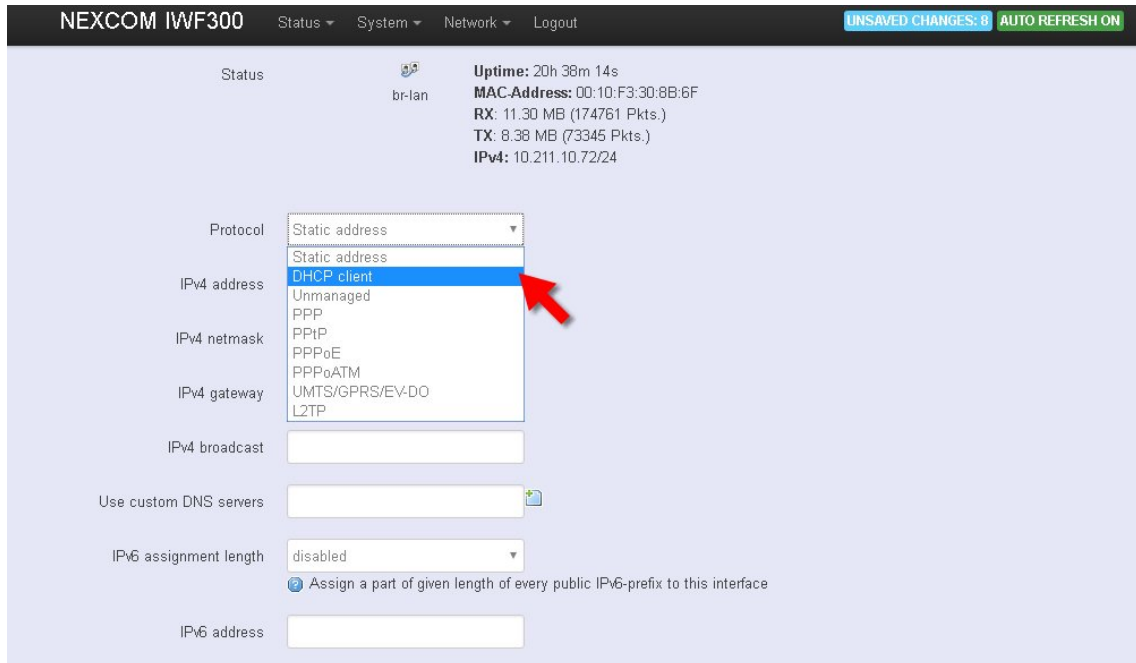 NEXCOM IWF300 Status System Network Logout UNSAVED CHANGES: 8 AUTO REFRESH ON
Status
br-lan
Uptime: 20h 38m 14s
MAC-Address: 00:10:F3:30:8B:6F
RX: 11.30 MB (174761 Pkts.)
TX: 8.38 MB (73345 Pkts.)
IPv4: 10.211.10.72/24
Protocol Static address
Static address
DHCP client
Unmanaged
PPP
PPtP
PPPoE
PPPoATM
UMTS/GPRS/EV-DO
L2TP
IPv4 address
IPv4 netmask
IPv4 gateway
IPv4 broadcast
Use custom DNS servers
IPv6 assignment length disabled
Assign a part of given length of every public IPv6-prefix to this interface
IPv6 address